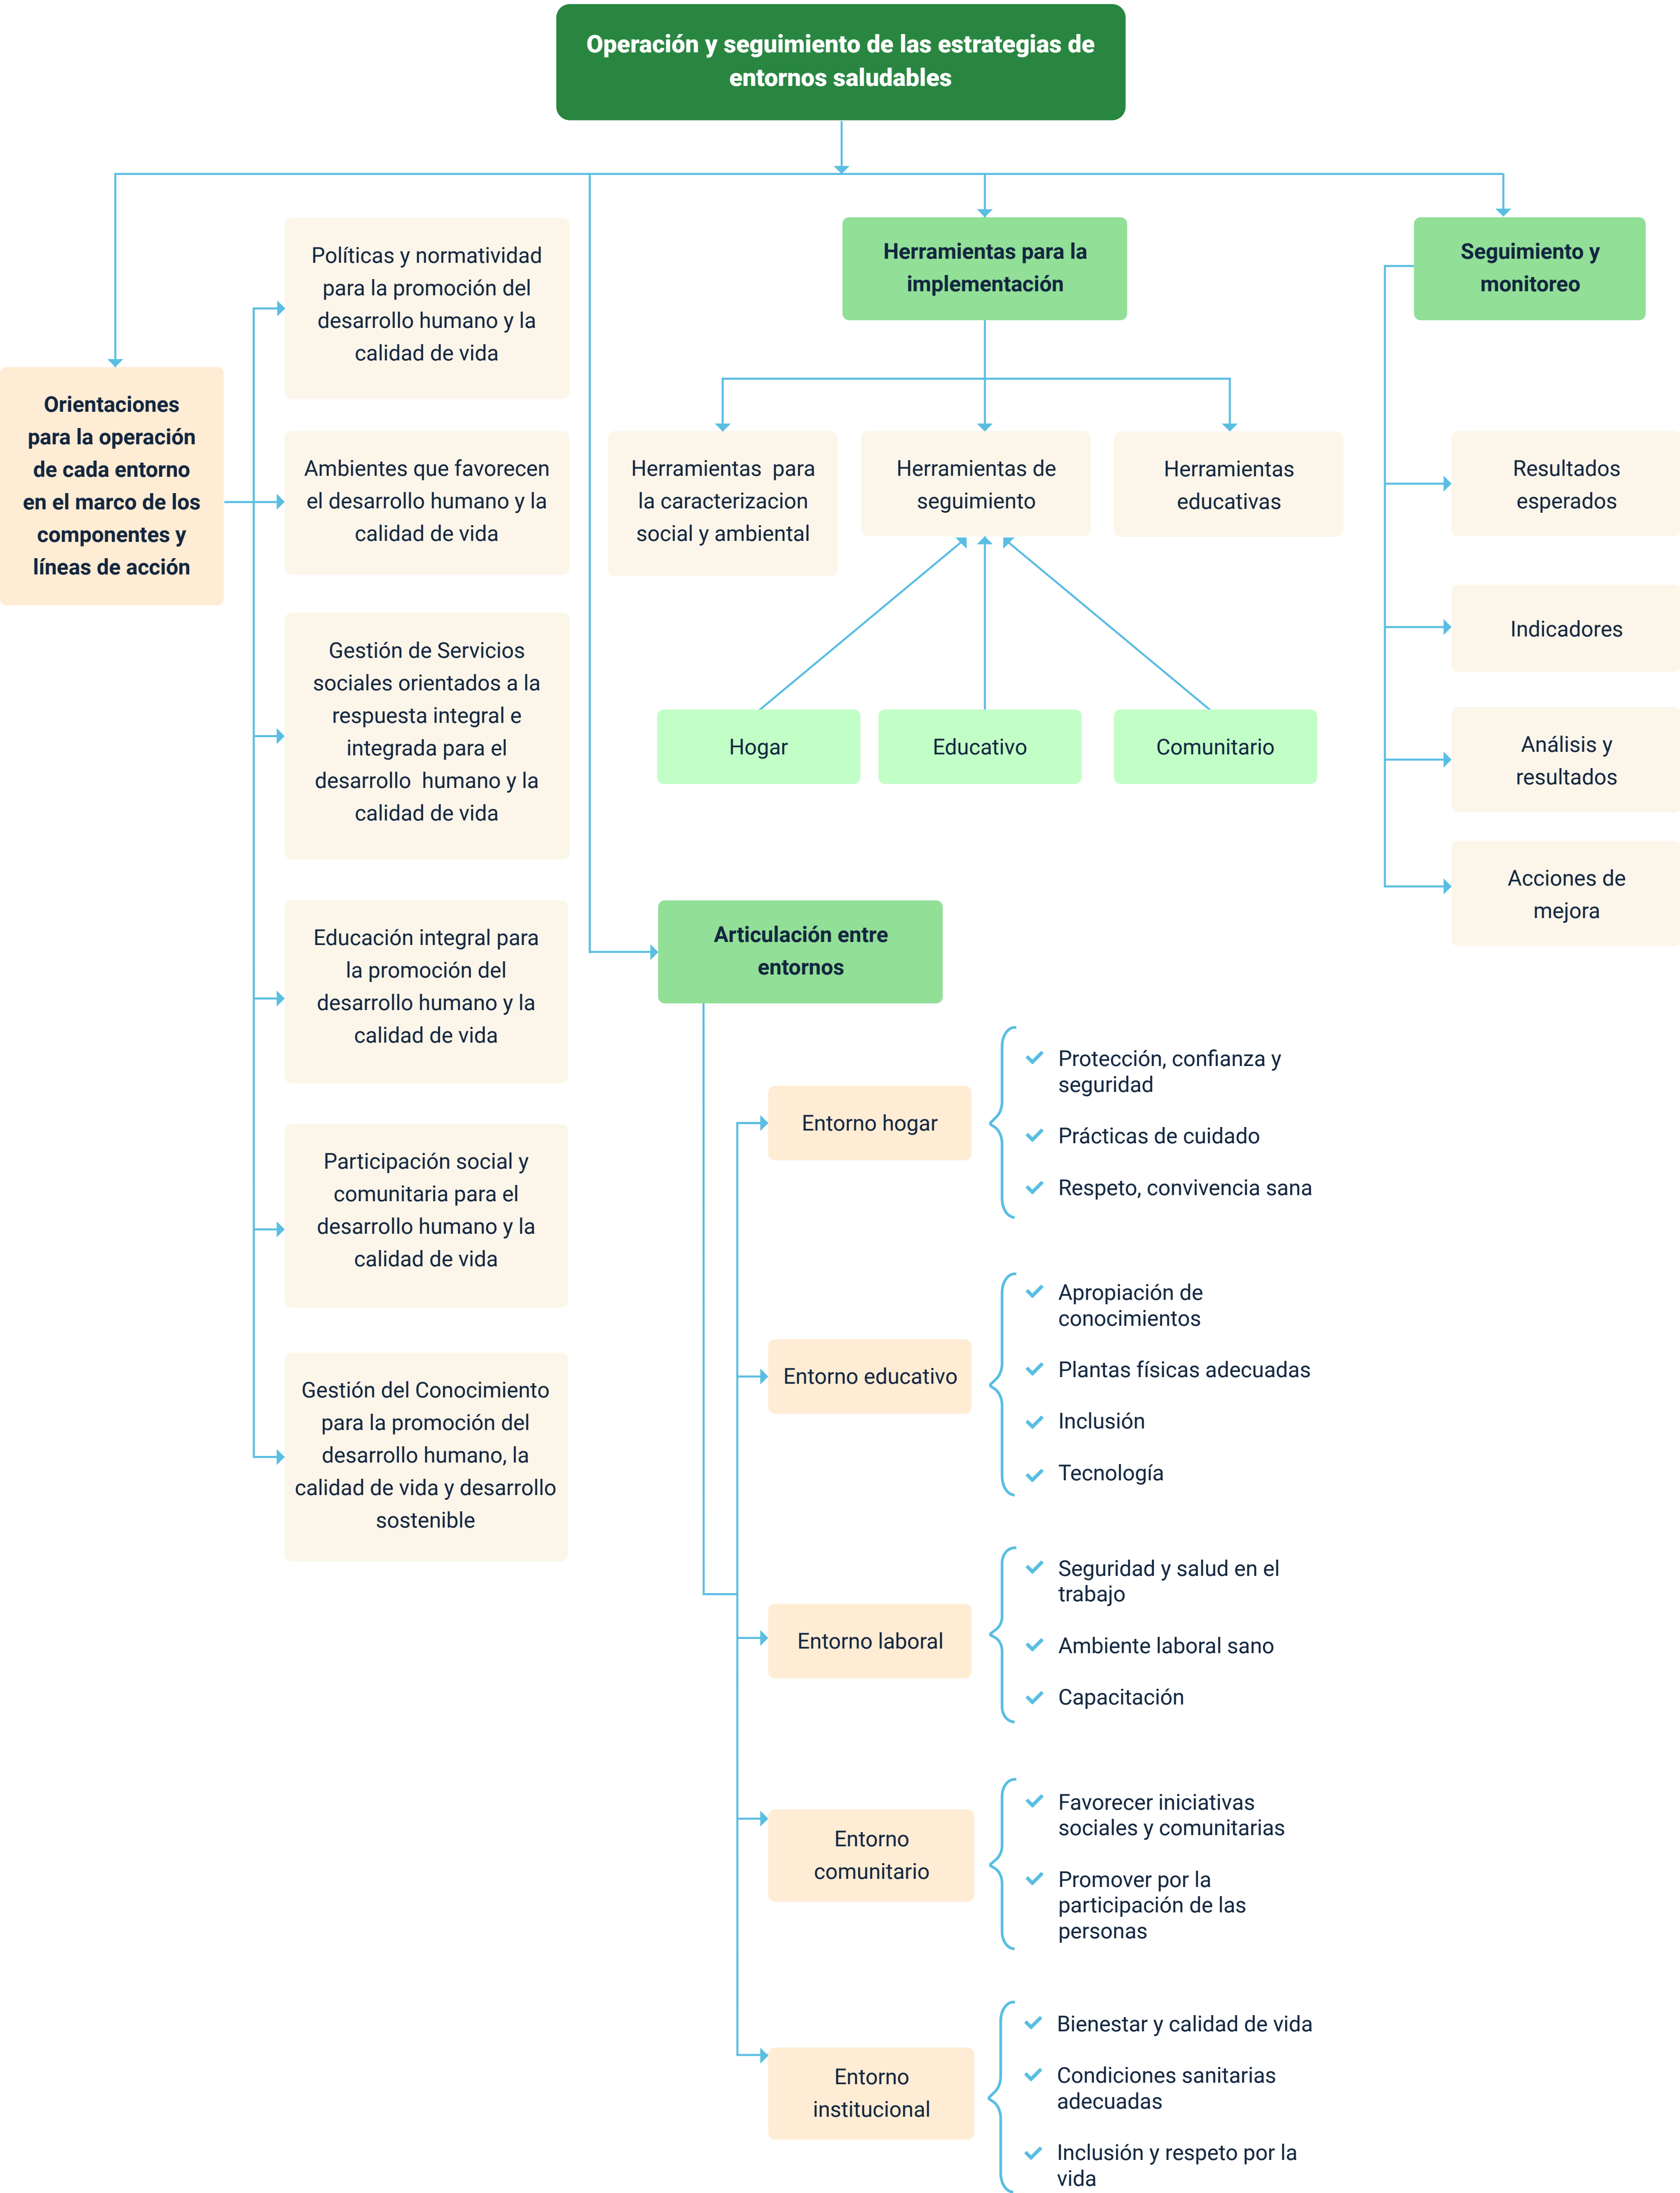 Operación y seguimiento de las estrategias de
entornos saludables
Orientaciones
para la operación
de cada entorno
en el marco de los
componentes y
líneas de acción
Políticas y normatividad
para la promoción del
desarrollo humano y la
calidad de vida
Ambientes que favorecen
el desarrollo humano y la
calidad de vida
Gestión de Servicios
sociales orientados a la
respuesta integral e
integrada para el
desarrollo  humano y la
calidad de vida
Educación integral para
la promoción del
desarrollo humano y la
calidad de vida
Participación social y
comunitaria para el
desarrollo humano y la
calidad de vida
Gestión del Conocimiento
para la promoción del
desarrollo humano, la
calidad de vida y desarrollo
sostenible
Herramientas para la
implementación
Herramientas  para
la caracterizacion
social y ambiental
Herramientas de
seguimiento
Herramientas
educativas
Hogar
Educativo
Comunitario
Seguimiento y
monitoreo
Resultados
esperados
Indicadores
Análisis y
resultados
Acciones de
mejora
Articulación entre
entornos
Entorno hogar
Protección, confianza y
seguridad
Prácticas de cuidado
Respeto, convivencia sana
Entorno educativo
Apropiación de
conocimientos
Plantas físicas adecuadas
Inclusión
Tecnología
Entorno laboral
Seguridad y salud en el
trabajo
Ambiente laboral sano
Capacitación
Entorno
comunitario
Favorecer iniciativas
sociales y comunitarias
Promover por la
participación de las
personas
Entorno
institucional
Bienestar y calidad de vida
Condiciones sanitarias
adecuadas
Inclusión y respeto por la
vida